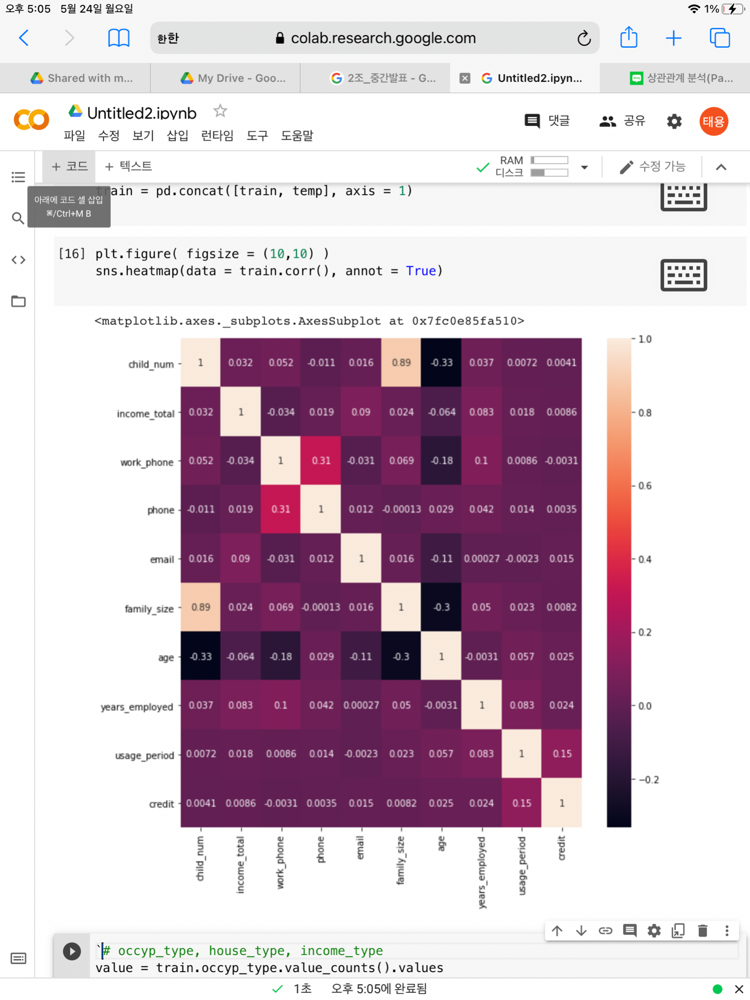 오후 5:05 5월 24일 월요일 1%
한한 colab.research.google.com
Shared with m... My Drive - Goo... 2조_중간발표 - G... Untitled2.ipyn... 상관관계 분석(Pa...
Untitled2.ipynb 댓글 공유 태용
파일 수정 보기 삽입 런타임 도구 도움말
+ 코드 + 텍스트 RAM 디스크 수정 가능
아래에 코드 셀 삽입
⌘/Ctrl+M B
train = pd.concat([train, temp], axis = 1)
[16] plt.figure( figsize = (10,10) )
sns.heatmap(data = train.corr(), annot = True)
<matplotlib.axes._subplots.AxesSubplot at 0x7fc0e85fa510>
child_num 1 0.032 0.052 -0.011 0.016 0.89 -0.33 0.037 0.0072 0.0041
income_total 0.032 1 -0.034 0.019 0.09 0.024 -0.064 0.083 0.018 0.0086
work_phone 0.052 -0.034 1 0.31 -0.031 0.069 -0.18 0.1 0.0086 -0.0031
phone -0.011 0.019 0.31 1 0.012 -0.00013 0.029 0.042 0.014 0.0035
email 0.016 0.09 -0.031 0.012 1 0.016 -0.11 0.00027 -0.0023 0.015
family_size 0.89 0.024 0.069 -0.00013 0.016 1 -0.3 0.05 0.023 0.0082
age -0.33 -0.064 -0.18 0.029 -0.11 -0.3 1 -0.0031 0.057 0.025
years_employed 0.037 0.083 0.1 0.042 0.00027 0.05 -0.0031 1 0.083 0.024
usage_period 0.0072 0.018 0.0086 0.014 -0.0023 0.023 0.057 0.083 1 0.15
credit 0.0041 0.0086 -0.0031 0.0035 0.015 0.0082 0.025 0.024 0.15 1
child_num income_total work_phone phone email family_size age years_employed usage_period credit
1.0
0.8
0.6
0.4
0.2
0.0
−0.2
`# occyp_type, house_type, income_type
value = train.occyp_type.value_counts().values
1초 오후 5:05에 완료됨